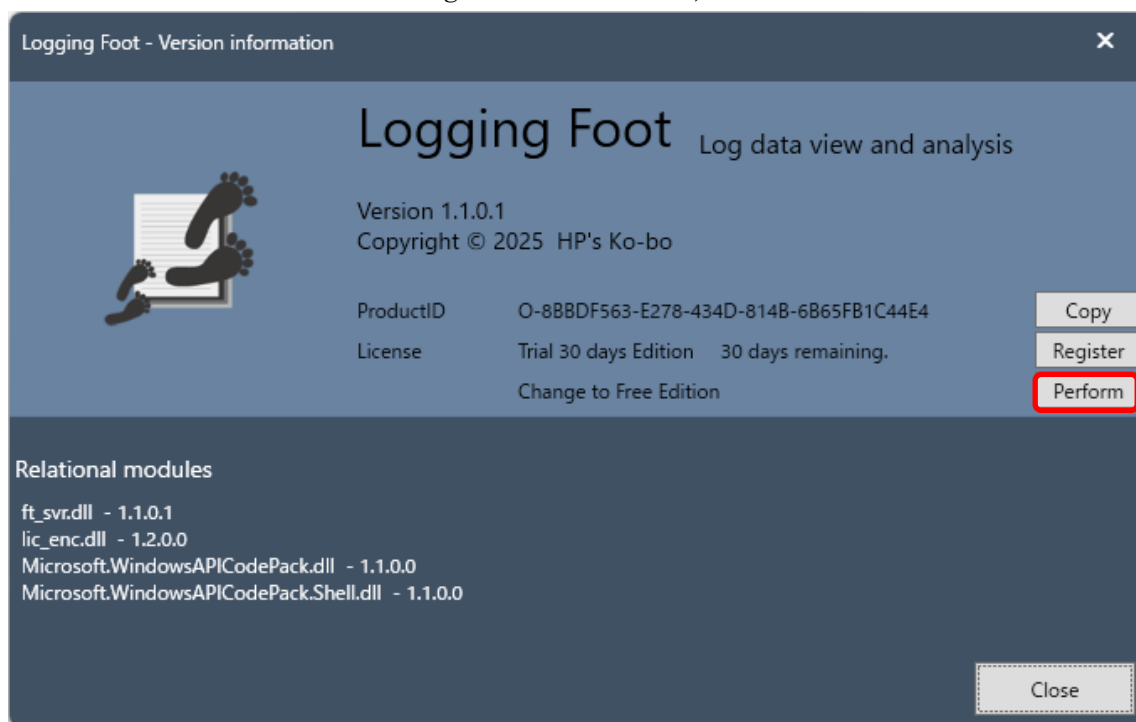 Logging Foot - Version information
Logging Foot Log data view and analysis
Version 1.1.0.1
Copyright © 2025 HP's Ko-bo
ProductID O-8BBDF563-E278-434D-814B-6B65FB1C44E4 Copy
License Trial 30 days Edition 30 days remaining. Register
Change to Free Edition Perform
Relational modules
ft_svr.dll - 1.1.0.1
lic_enc.dll - 1.2.0.0
Microsoft.WindowsAPICodePack.dll - 1.1.0.0
Microsoft.WindowsAPICodePack.Shell.dll - 1.1.0.0
Close